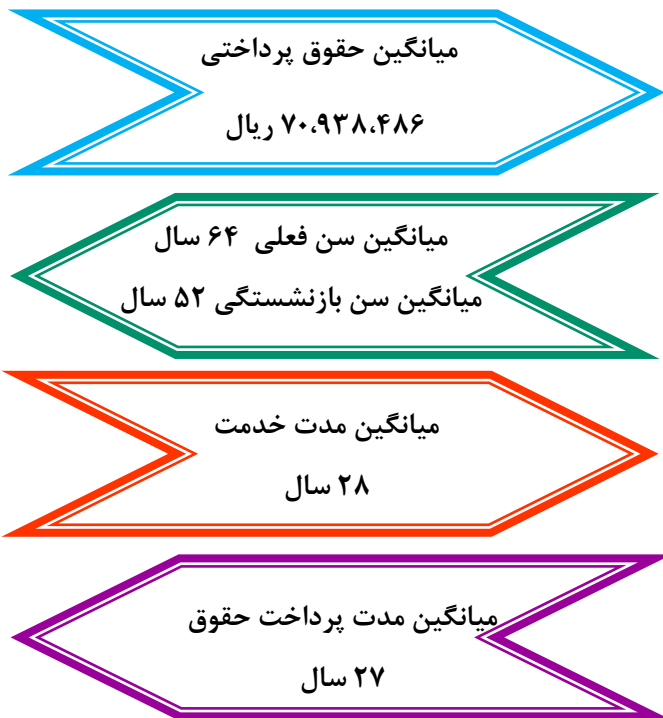 میانگین حقوق پرداختی
۷۰،۹۳۸،۴۸۶ ریال
میانگین سن فعلی ۶۴ سال
میانگین سن بازنشستگی ۵۲ سال
میانگین مدت خدمت
۲۸ سال
میانگین مدت پرداخت حقوق
۲۷ سال